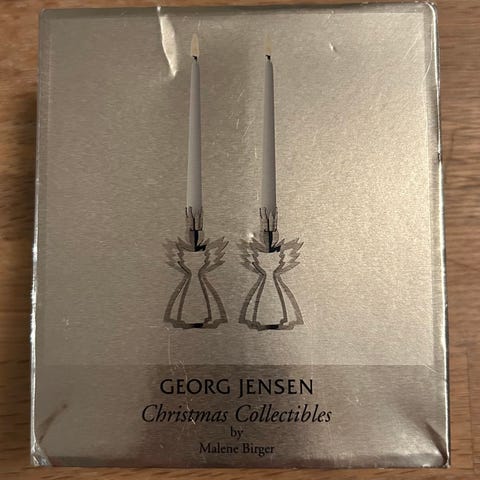 GEORG JENSEN
Christmas Collectibles
by
Malene Birger